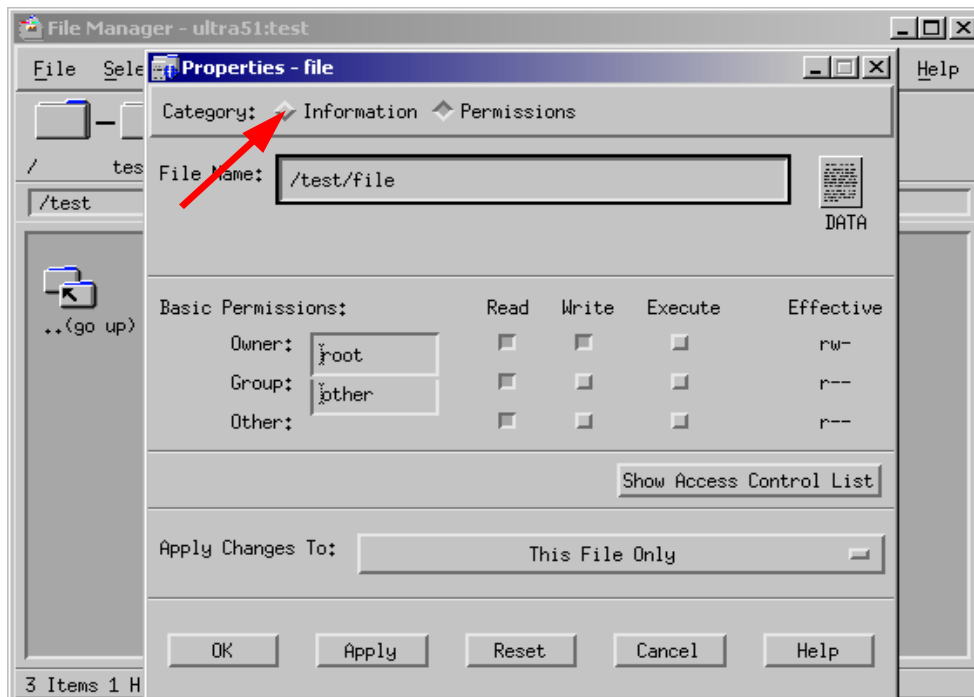 File Manager - ultra51:test
File Sele Help
Properties - file
Category: Information Permissions
/ tes
File Name: /test/file
/test
DATA
..(go up)
Basic Permissions: Read Write Execute Effective
Owner: root rw-
Group: other r--
Other: r--
Show Access Control List
Apply Changes To: This File Only
OK Apply Reset Cancel Help
3 Items 1 H